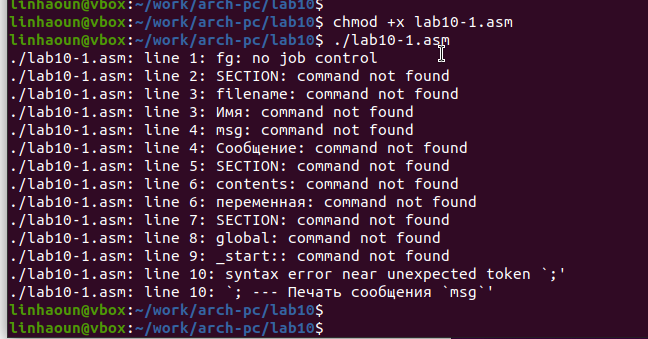 linhaoun@vbox:~/work/arch-pc/lab10$
linhaoun@vbox:~/work/arch-pc/lab10$ chmod +x lab10-1.asm
linhaoun@vbox:~/work/arch-pc/lab10$ ./lab10-1.asm
./lab10-1.asm: line 1: fg: no job control
./lab10-1.asm: line 2: SECTION: command not found
./lab10-1.asm: line 3: filename: command not found
./lab10-1.asm: line 3: Имя: command not found
./lab10-1.asm: line 4: msg: command not found
./lab10-1.asm: line 4: Сообщение: command not found
./lab10-1.asm: line 5: SECTION: command not found
./lab10-1.asm: line 6: contents: command not found
./lab10-1.asm: line 6: переменная: command not found
./lab10-1.asm: line 7: SECTION: command not found
./lab10-1.asm: line 8: global: command not found
./lab10-1.asm: line 9: _start:: command not found
./lab10-1.asm: line 10: syntax error near unexpected token `;'
./lab10-1.asm: line 10: `; --- Печать сообщения `msg`'
linhaoun@vbox:~/work/arch-pc/lab10$
linhaoun@vbox:~/work/arch-pc/lab10$